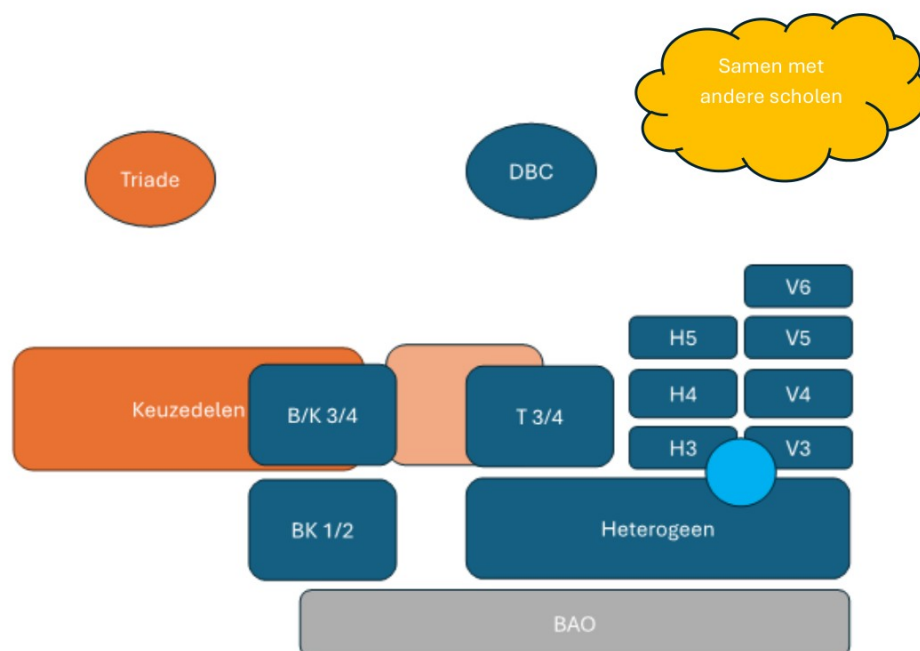 Samen met
andere scholen
Triade
DBC
V6
H5
V5
Keuzedelen
B/K 3/4
T 3/4
H4
V4
H3
V3
BK 1/2
Heterogeen
BAO